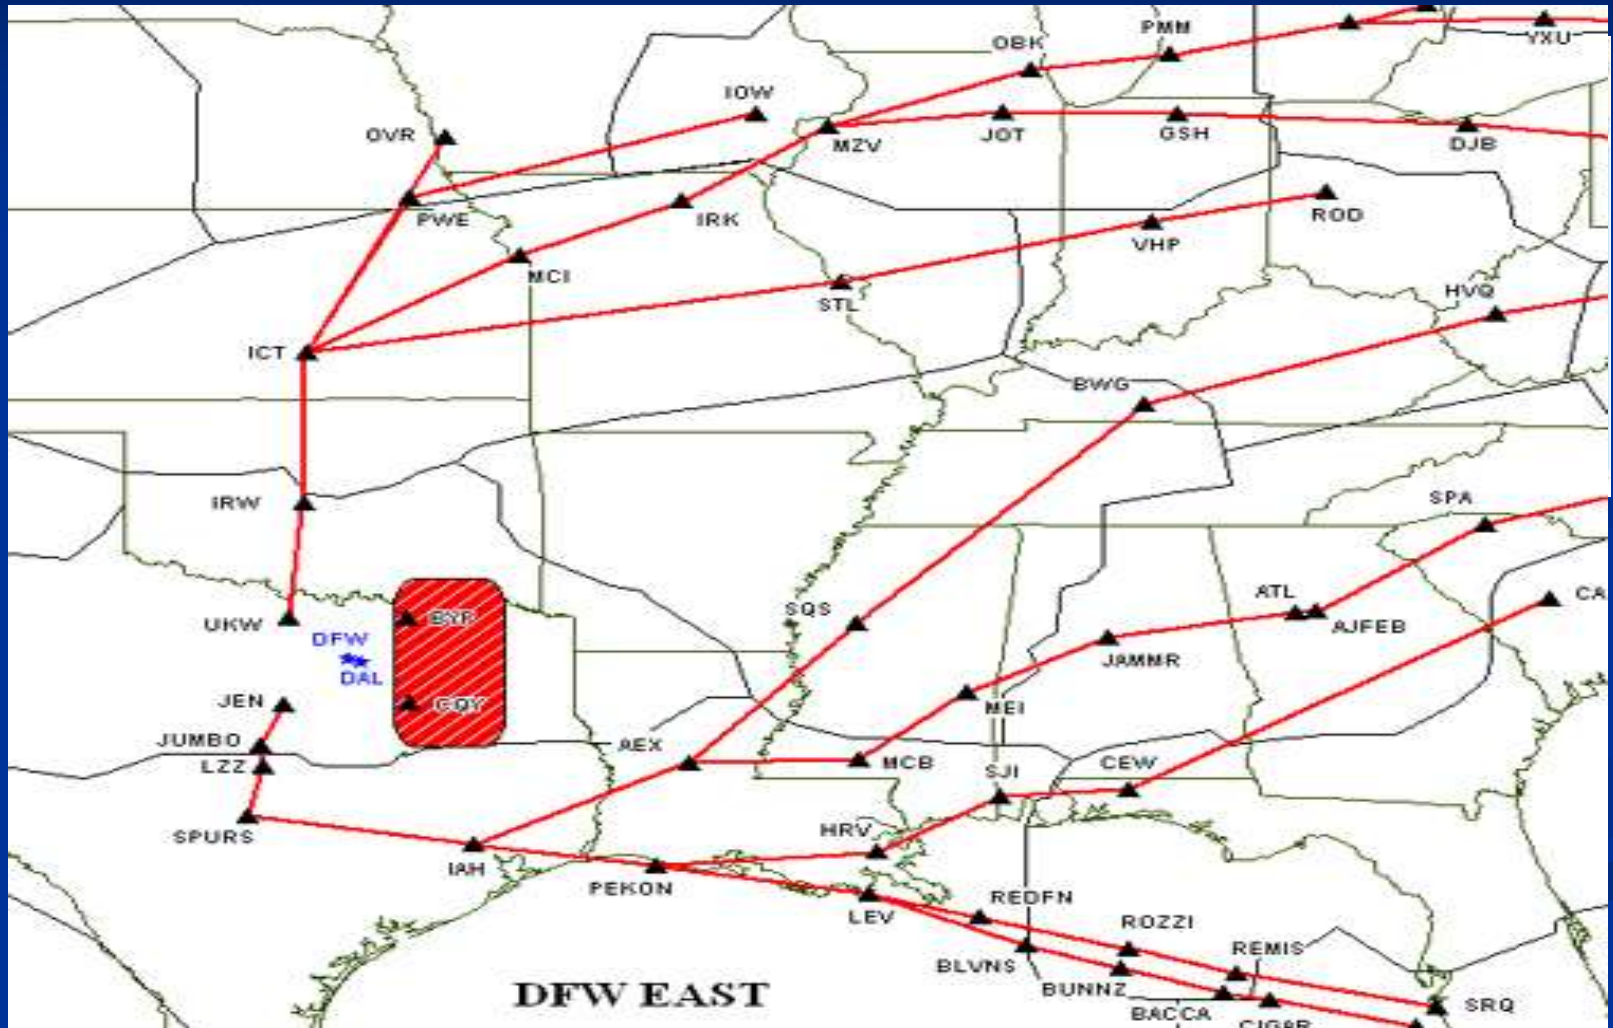 PMM
OBK
YXU
IOW
OVR
MZV
JOT
GSH
DJB
PWE
IRK
ROD
VHP
MCI
STL
HVQ
ICT
BWG
IRW
SPA
SQS
ATL
CA
UKW
BYP
AJFEB
DFW
DAL
JAMMR
JEN
CQY
MEI
JUMBO
AEX
LZZ
MCB
SJI
CEW
SPURS
HRV
IAH
PEKON
REDFN
LEV
ROZZI
REMIS
BLVNS
BUNNZ
DFW EAST
SRQ
BACCA
CIGAR